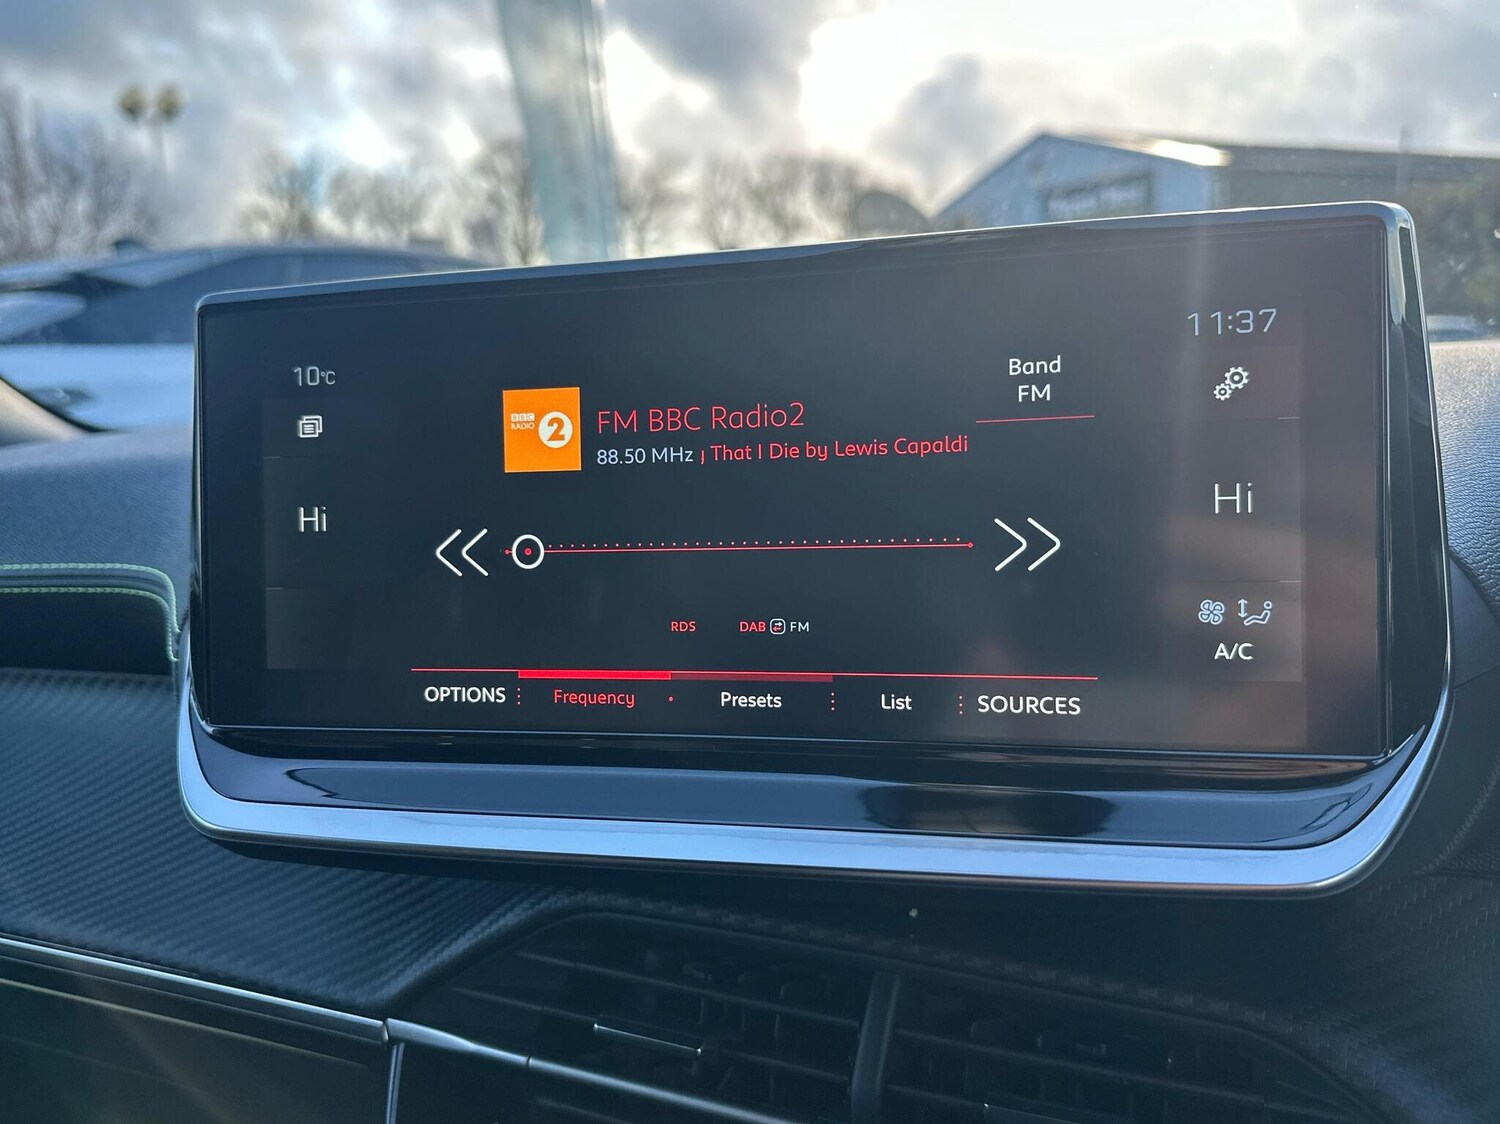 11:37
10°C
Band
FM
BBC
RADIO
2
FM BBC Radio2
88.50 MHz
That I Die by Lewis Capaldi
Hi
Hi
RDS
DAB
FM
A/C
OPTIONS
Frequency
Presets
List
SOURCES